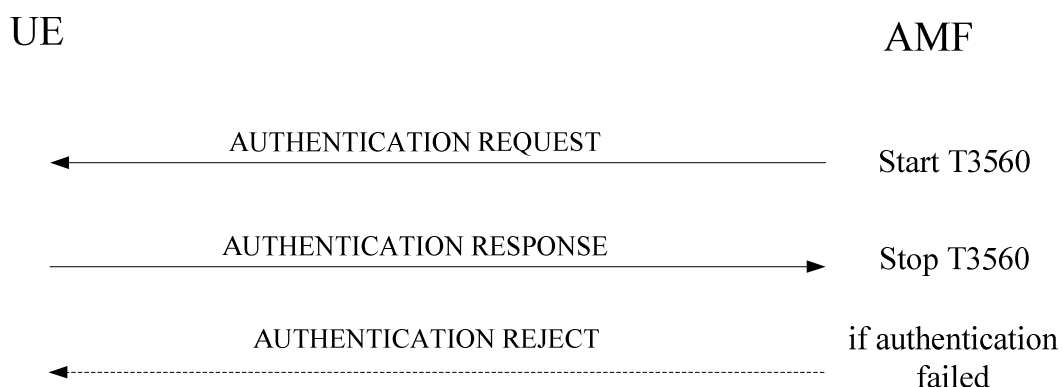 UE
AMF
AUTHENTICATION REQUEST
Start T3560
AUTHENTICATION RESPONSE
Stop T3560
AUTHENTICATION REJECT
if authentication
failed